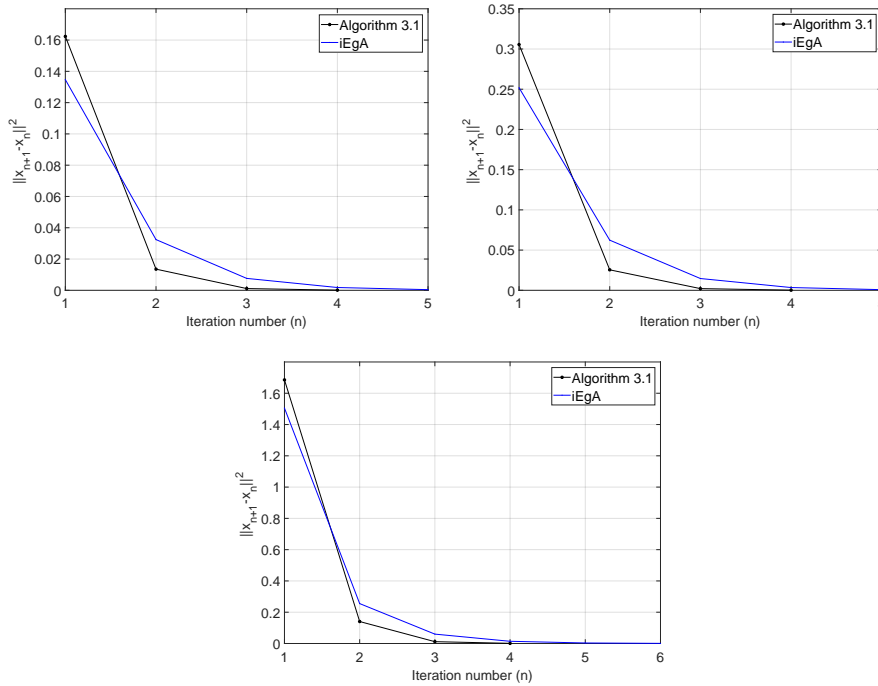 0.16
0.14
0.12
0.1
0.08
0.06
0.04
0.02
0
||x_{n+1}-x_n||^2
Algorithm 3.1
iEgA
1 2 3 4 5
Iteration number (n)
0.35
0.3
0.25
0.2
0.15
0.1
0.05
0
||x_{n+1}-x_n||^2
Algorithm 3.1
iEgA
1 2 3 4
Iteration number (n)
1.6
1.4
1.2
1
0.8
0.6
0.4
0.2
0
||x_{n+1}-x_n||^2
Algorithm 3.1
iEgA
1 2 3 4 5 6
Iteration number (n)